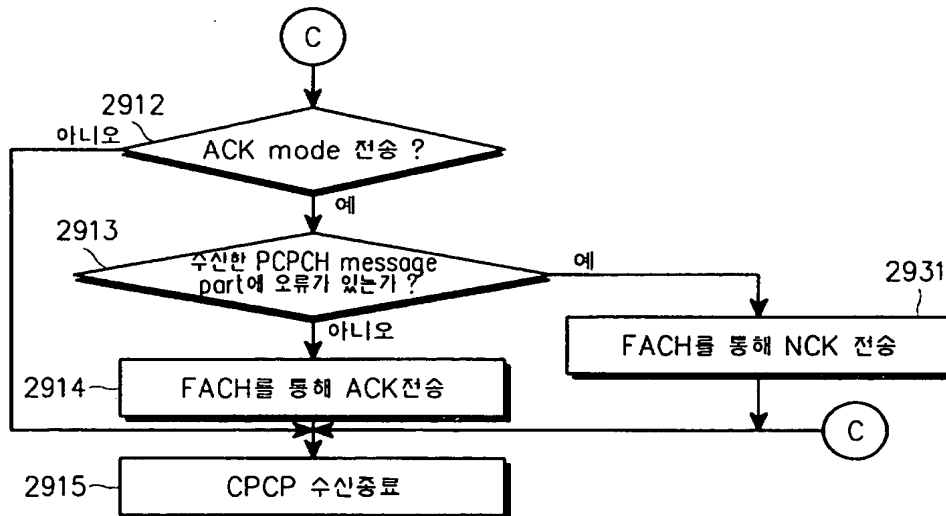 C
2912
아니오
ACK mode 전송 ?
예
2913
수산한 PCPCH message
part에 오류가 있는가 ?
예
2931
아니오
FACH를 통해 NCK 전송
2914
FACH를 통해 ACK전송
C
2915
CPCP 수산종료